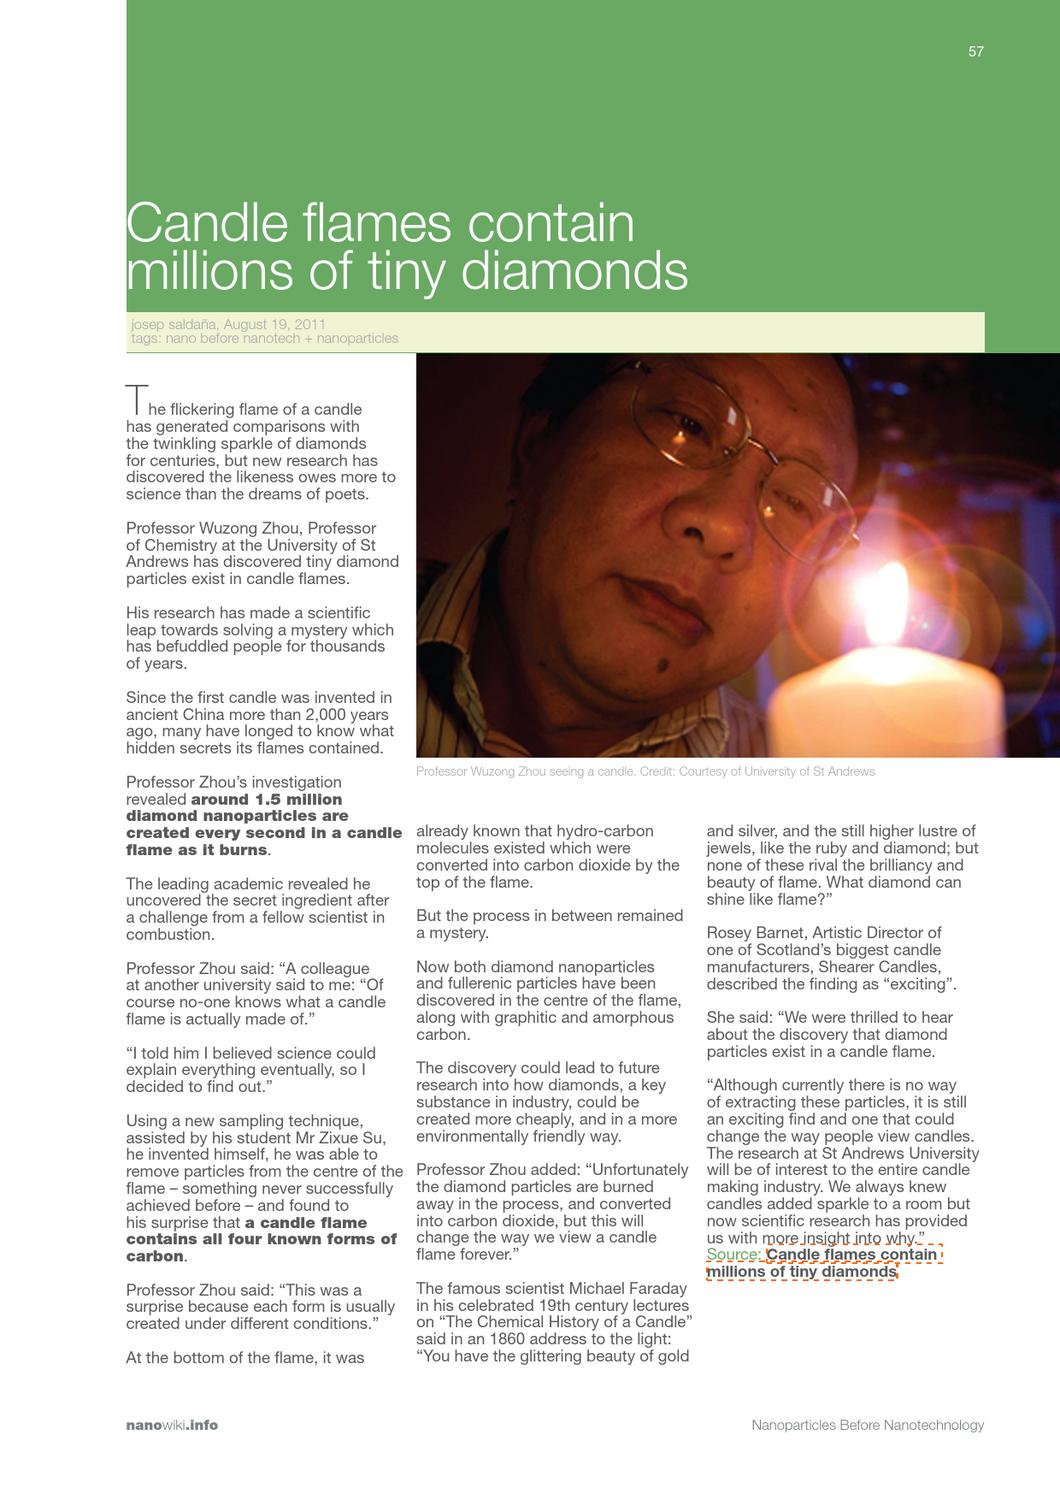 57
Candle flames contain
millions of tiny diamonds
josep saldaña, August 19, 2011
tags: nano before nanotech + nanoparticles
The flickering flame of a candle
has generated comparisons with
the twinkling sparkle of diamonds
for centuries, but new research has
discovered the likeness owes more to
science than the dreams of poets.
Professor Wuzong Zhou, Professor
of Chemistry at the University of St
Andrews has discovered tiny diamond
particles exist in candle flames.
His research has made a scientific
leap towards solving a mystery which
has befuddled people for thousands
of years.
Since the first candle was invented in
ancient China more than 2,000 years
ago, many have longed to know what
hidden secrets its flames contained.
Professor Zhou’s investigation
revealed around 1.5 million
diamond nanoparticles are
created every second in a candle
flame as it burns.
The leading academic revealed he
uncovered the secret ingredient after
a challenge from a fellow scientist in
combustion.
Professor Zhou said: “A colleague
at another university said to me: “Of
course no-one knows what a candle
flame is actually made of.”
“I told him I believed science could
explain everything eventually, so I
decided to find out.”
Using a new sampling technique,
assisted by his student Mr Zixue Su,
he invented himself, he was able to
remove particles from the centre of the
flame – something never successfully
achieved before – and found to
his surprise that a candle flame
contains all four known forms of
carbon.
Professor Zhou said: “This was a
surprise because each form is usually
created under different conditions.”
At the bottom of the flame, it was
Professor Wuzong Zhou seeing a candle. Credit: Courtesy of University of St Andrews
already known that hydro-carbon
molecules existed which were
converted into carbon dioxide by the
top of the flame.
But the process in between remained
a mystery.
Now both diamond nanoparticles
and fullerenic particles have been
discovered in the centre of the flame,
along with graphitic and amorphous
carbon.
The discovery could lead to future
research into how diamonds, a key
substance in industry, could be
created more cheaply, and in a more
environmentally friendly way.
Professor Zhou added: “Unfortunately
the diamond particles are burned
away in the process, and converted
into carbon dioxide, but this will
change the way we view a candle
flame forever.”
The famous scientist Michael Faraday
in his celebrated 19th century lectures
on “The Chemical History of a Candle”
said in an 1860 address to the light:
“You have the glittering beauty of gold
and silver, and the still higher lustre of
jewels, like the ruby and diamond; but
none of these rival the brilliancy and
beauty of flame. What diamond can
shine like flame?”
Rosey Barnet, Artistic Director of
one of Scotland’s biggest candle
manufacturers, Shearer Candles,
described the finding as “exciting”.
She said: “We were thrilled to hear
about the discovery that diamond
particles exist in a candle flame.
“Although currently there is no way
of extracting these particles, it is still
an exciting find and one that could
change the way people view candles.
The research at St Andrews University
will be of interest to the entire candle
making industry. We always knew
candles added sparkle to a room but
now scientific research has provided
us with more insight into why.”
Source: Candle flames contain
millions of tiny diamonds
nanowiki.info
Nanoparticles Before Nanotechnology